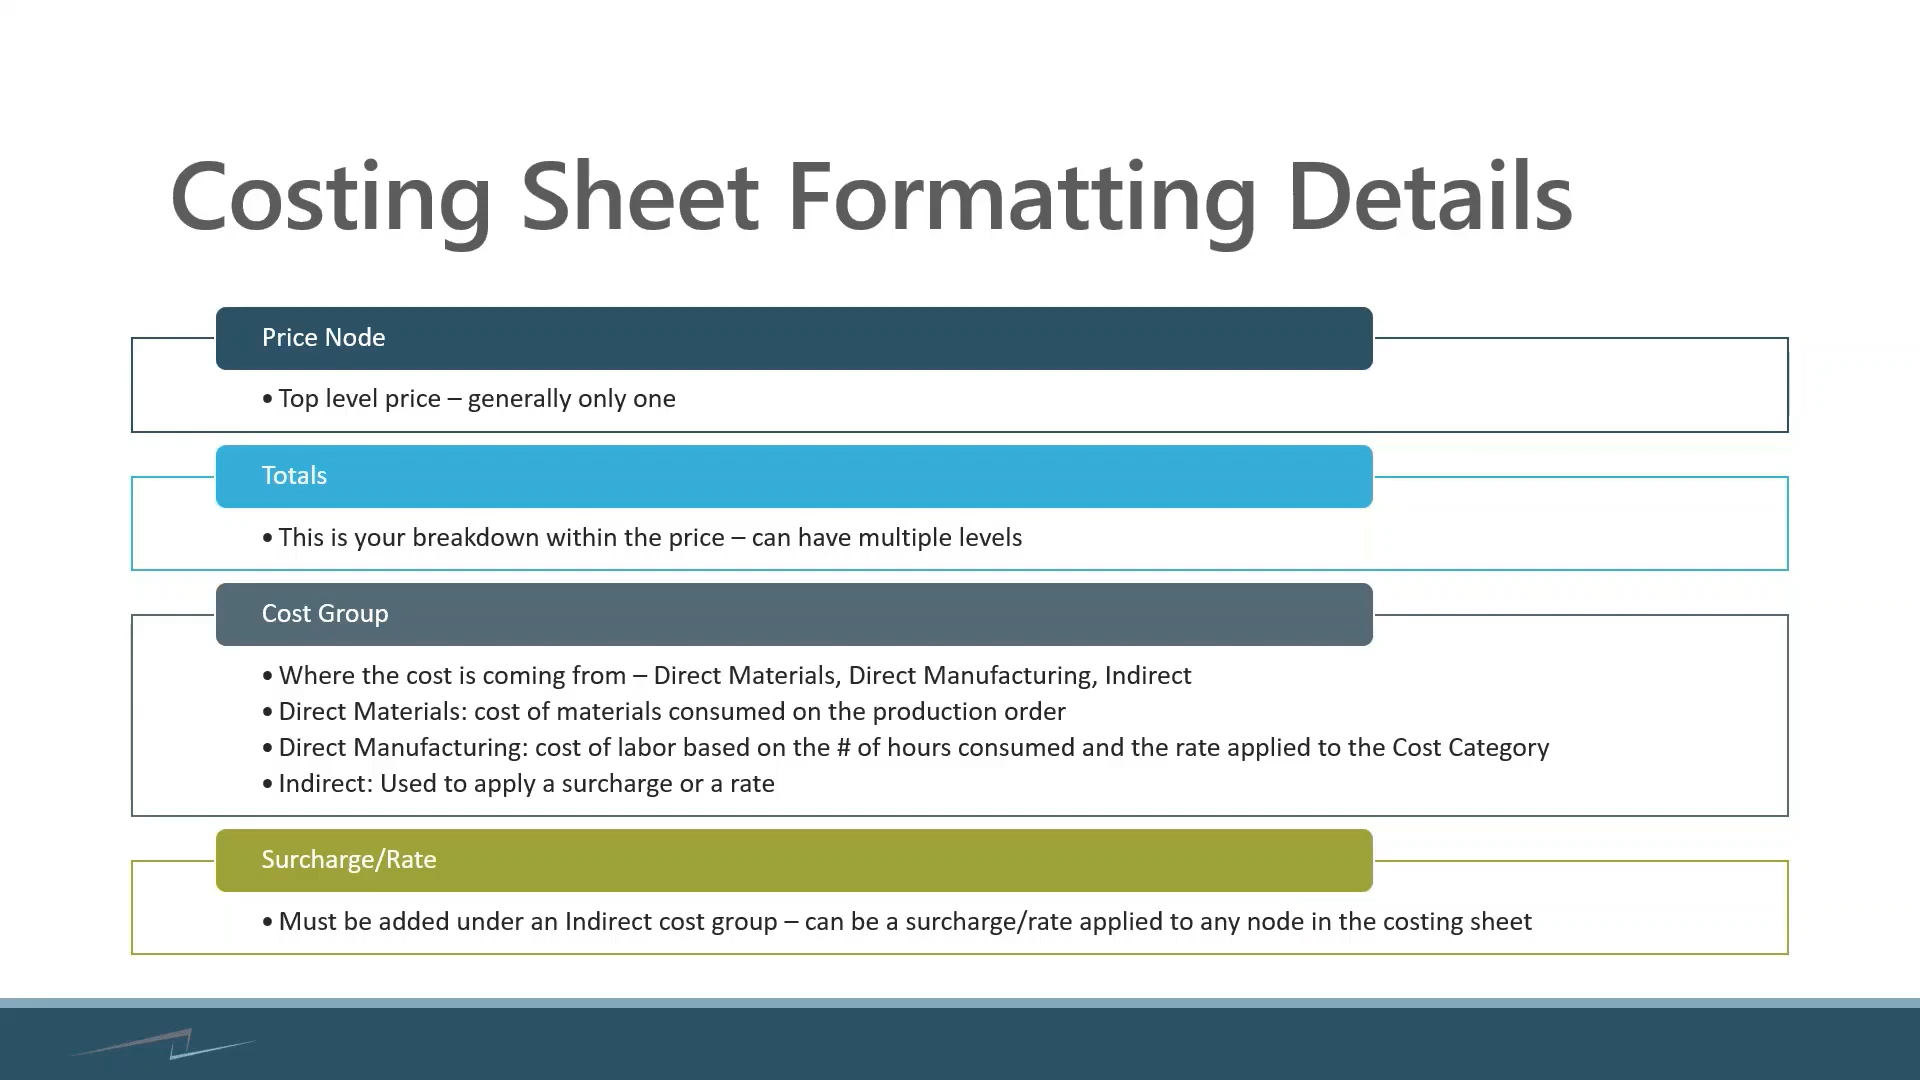 Costing Sheet Formatting Details
Price Node
• Top level price – generally only one
Totals
• This is your breakdown within the price – can have multiple levels
Cost Group
• Where the cost is coming from – Direct Materials, Direct Manufacturing, Indirect
• Direct Materials: cost of materials consumed on the production order
• Direct Manufacturing: cost of labor based on the # of hours consumed and the rate applied to the Cost Category
• Indirect: Used to apply a surcharge or a rate
Surcharge/Rate
• Must be added under an Indirect cost group – can be a surcharge/rate applied to any node in the costing sheet